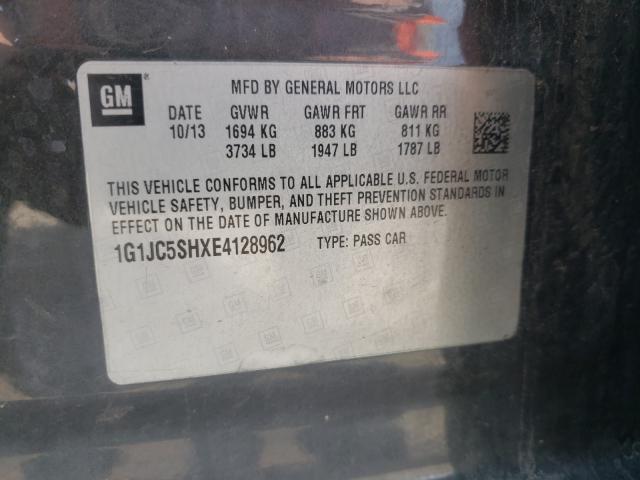 GM ®
MFD BY GENERAL MOTORS LLC
DATE GVWR GAWR FRT GAWR RR
10/13 1694 KG 883 KG 811 KG
3734 LB 1947 LB 1787 LB
THIS VEHICLE CONFORMS TO ALL APPLICABLE U.S. FEDERAL MOTOR
VEHICLE SAFETY, BUMPER, AND THEFT PREVENTION STANDARDS IN
EFFECT ON THE DATE OF MANUFACTURE SHOWN ABOVE.
1G1JC5SHXE4128962 TYPE: PASS CAR